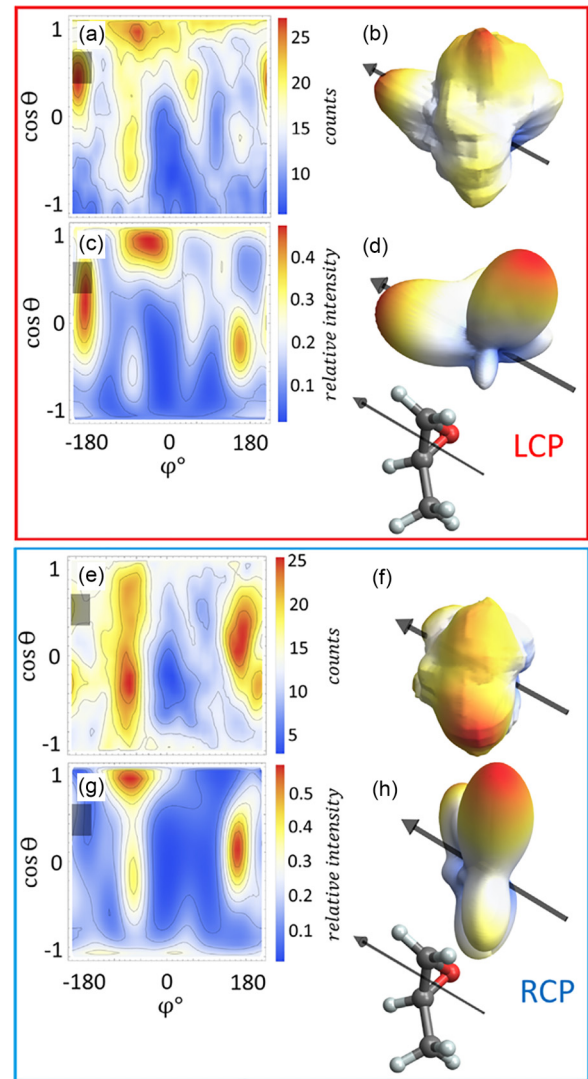 (a)
(b)
1
cos θ
0
-1
25
20
15
10
counts
(c)
(d)
1
cos θ
0
-1
0.4
0.3
0.2
0.1
relative intensity
-180
0
180
φ°
LCP
(e)
(f)
1
cos θ
0
-1
25
20
15
10
5
counts
(g)
(h)
1
cos θ
0
-1
0.5
0.4
0.3
0.2
0.1
relative intensity
-180
0
180
φ°
RCP